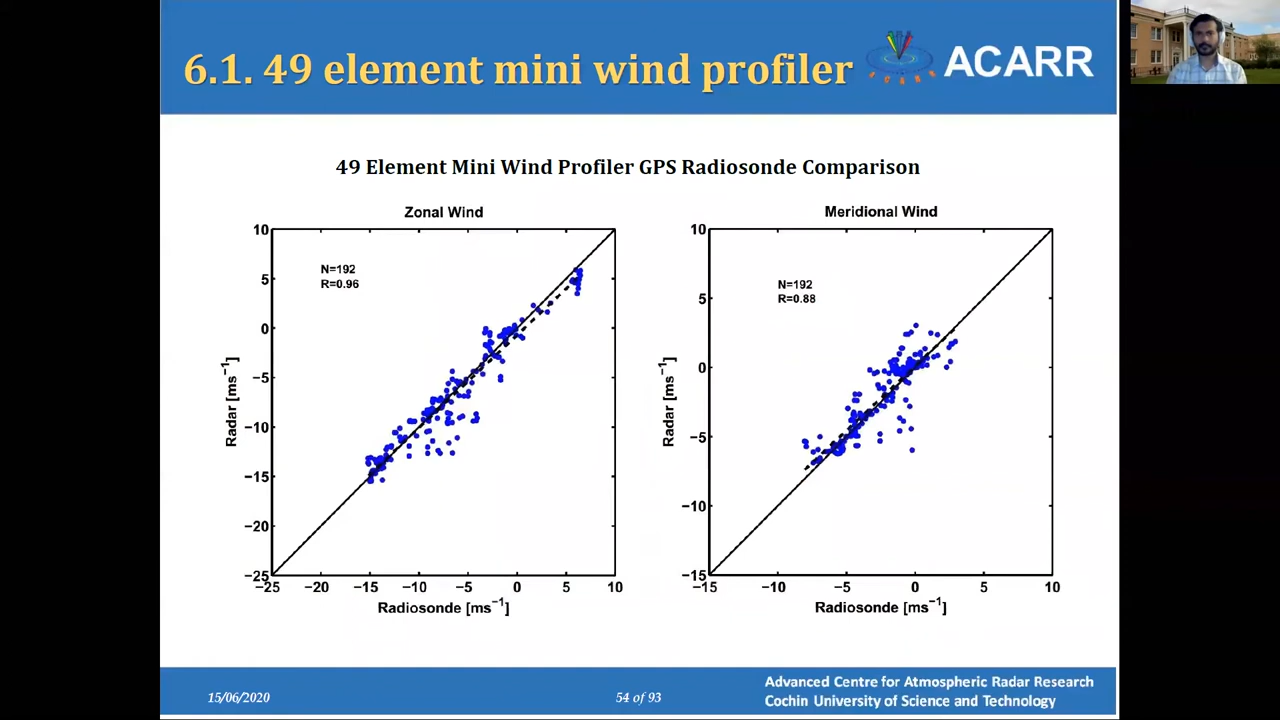 6.1. 49 element mini wind profiler
ACARR
49 Element Mini Wind Profiler GPS Radiosonde Comparison
Zonal Wind
N=192
R=0.96
10
5
0
−5
−10
−15
−20
−25
−25 −20 −15 −10 −5 0 5 10
Radar [ms⁻¹]
Radiosonde [ms⁻¹]
Meridional Wind
N=192
R=0.88
10
5
0
−5
−10
−15
−15 −10 −5 0 5 10
Radar [ms⁻¹]
Radiosonde [ms⁻¹]
15/06/2020
54 of 93
Advanced Centre for Atmospheric Radar Research
Cochin University of Science and Technology